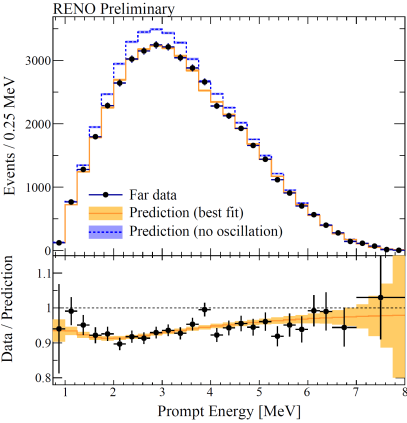 RENO Preliminary
Events / 0.25 MeV
3000
2000
1000
0
Far data
Prediction (best fit)
Prediction (no oscillation)
Data / Prediction
1.1
1
0.9
0.8
1 2 3 4 5 6 7 8
Prompt Energy [MeV]